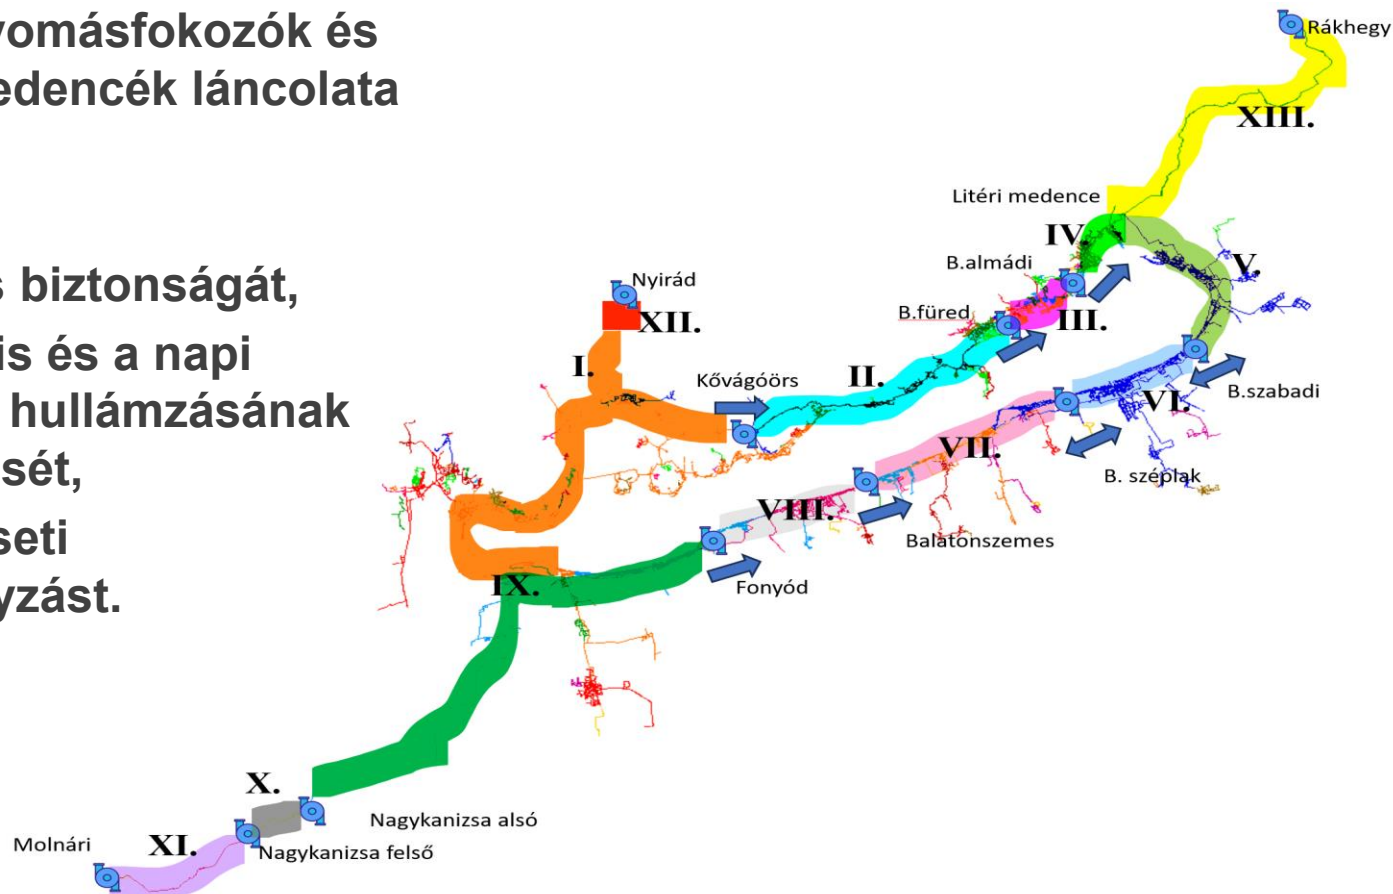 yomásfokozók és
edencék láncolata
s biztonságát,
is és a napi
hullámzásának
sét,
seti
yzást.
Rákhegy
XIII.
Litéri medence
IV.
B.almádi
V.
Nyirád
XII.
B.füred
III.
I.
Kővágóörs
II.
B.szabadi
VI.
VII.
B. széplak
VIII.
Balatonszemes
IX.
Fonyód
X.
Nagykanizsa alsó
Molnári
XI.
Nagykanizsa felső